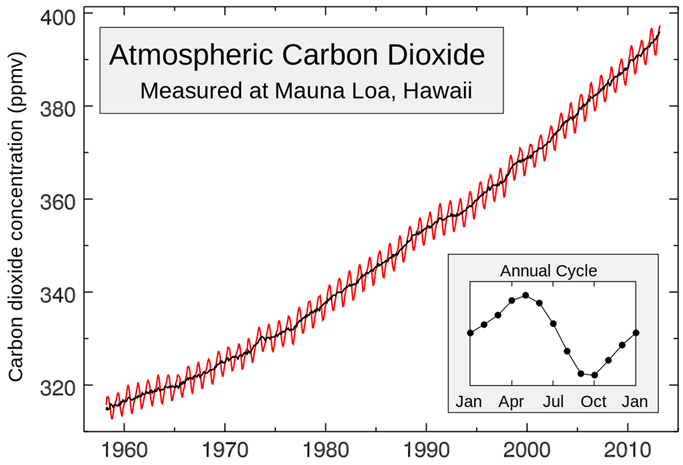 Atmospheric Carbon Dioxide
Measured at Mauna Loa, Hawaii
Carbon dioxide concentration (ppmv)
400
380
360
340
320
1960 1970 1980 1990 2000 2010
Annual Cycle
Jan Apr Jul Oct Jan